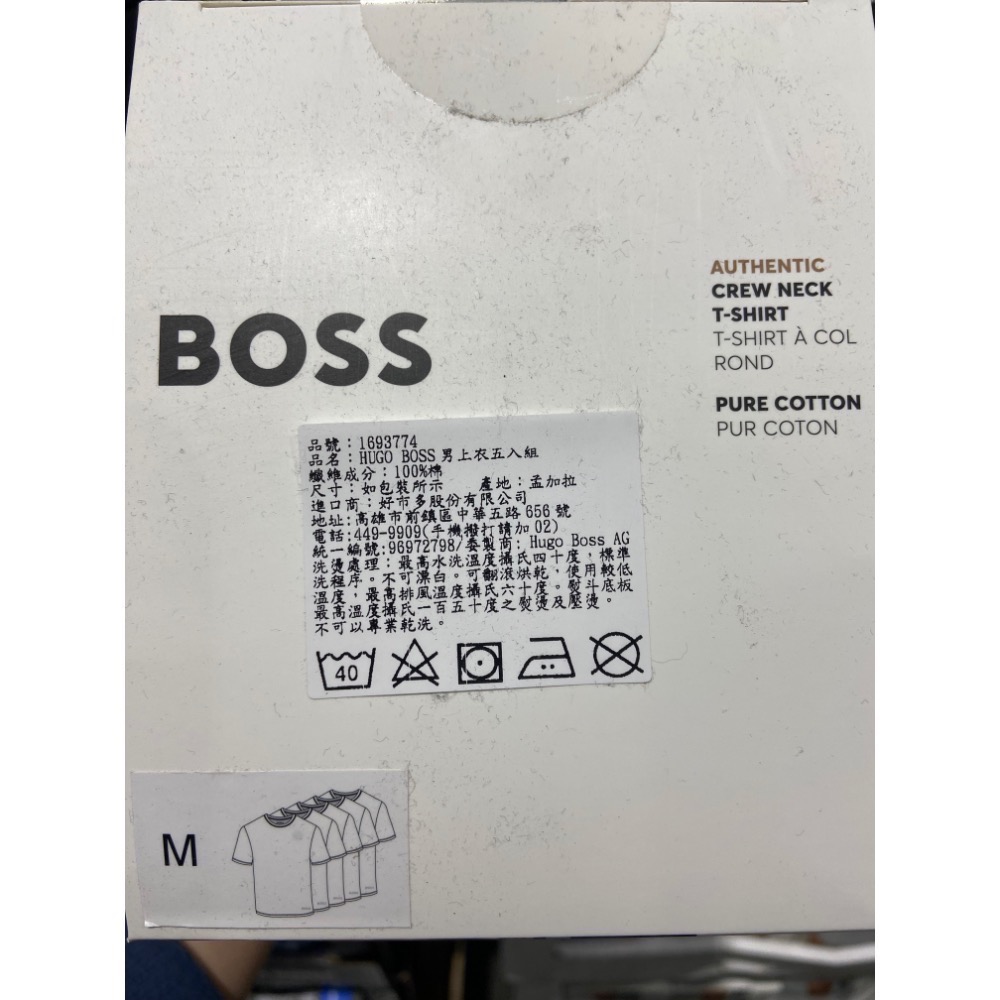 BOSS
AUTHENTIC
CREW NECK
T-SHIRT
T-SHIRT À COL
ROND
PURE COTTON
PUR COTON
品號：1693774
品名：HUGO BOSS男上衣五入組
纖維成分：100%棉
尺寸：如包裝所示 產地：孟加拉
進口商：好市多股份有限公司
地址：高雄市前鎮區中華五路656號
電話：449-9909(手機撥打請加02)
統一編號：96972798/委製商：Hugo Boss AG
洗燙處理：最高水洗溫度攝氏四十度，標準
洗程序。不可漂白。可翻滾烘乾，使用較低
溫度，最高排風溫度攝氏六十度。熨斗底板
最高溫度攝氏一百五十度之熨燙及壓燙。
不可以專業乾洗。
40
M